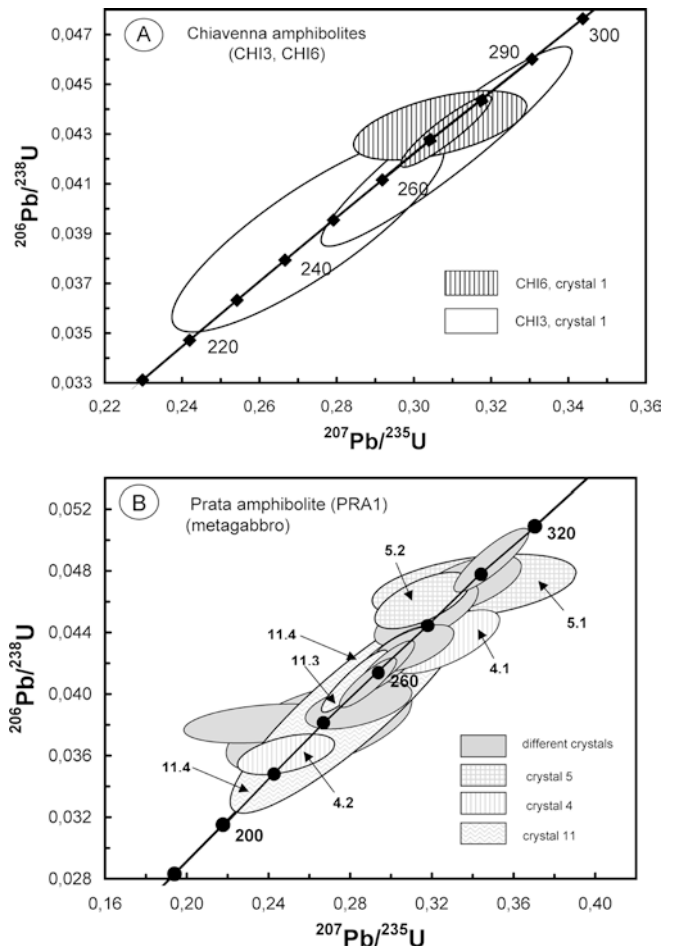 A
Chiavenna amphibolites
(CHI3, CHI6)
0,047
0,045
0,043
0,041
0,039
0,037
0,035
0,033
206Pb/238U
300
290
260
240
220
CHI6, crystal 1
CHI3, crystal 1
0,22 0,24 0,26 0,28 0,30 0,32 0,34 0,36
207Pb/235U
B
Prata amphibolite (PRA1)
(metagabbro)
0,052
0,048
0,044
0,040
0,036
0,032
0,028
206Pb/238U
320
5.2
5.1
11.4
4.1
11.3
260
11.4
4.2
200
different crystals
crystal 5
crystal 4
crystal 11
0,16 0,20 0,24 0,28 0,32 0,36 0,40
207Pb/235U